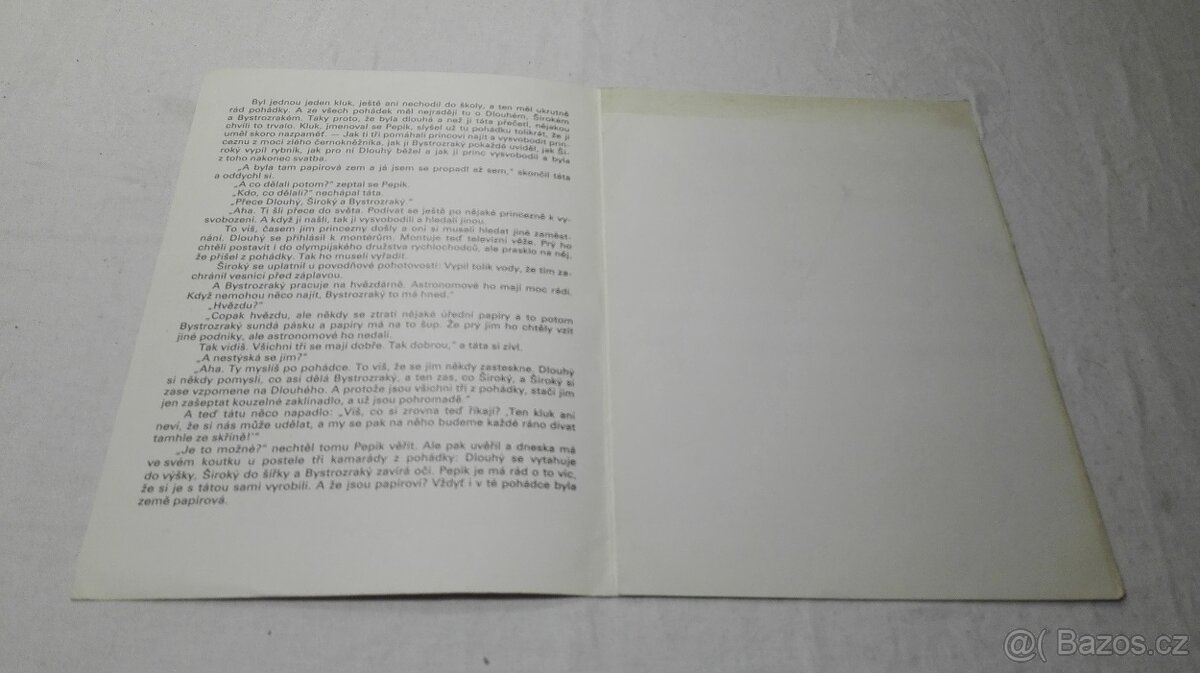 Byl jednou jeden kluk, ještě ani nechodil do školy, a ten měl ukrutně
rád pohádky. A ze všech pohádek měl nejraději tu o Dlouhém, Širokém
a Bystrozrakém. Taky proto, že byla dlouhá a než ji táta přečetl, nějakou
chvíli to trvalo. Kluk, jmenoval se Pepík, slyšel už tu pohádku tolikrát, že ji
uměl skoro nazpaměť. — Jak ti tři pomáhali princovi najít a vysvobodit prin-
ceznu z moci zlého černokněžníka, jak ji Bystrozraký pokaždé uviděl, jak Ši-
roký vypil rybník, jak pro ni Dlouhý běžel a jak ji princ vysvobodil a byla
z toho nakonec svatba.
„A byla tam papírová zem a já jsem se propadl až sem,“ skončil táta
a oddychl si.
„A co dělali potom?“ zeptal se Pepík.
„Kdo, co dělali?“ nechápal táta.
„Přece Dlouhý, Široký a Bystrozraký.“
„Aha. Ti šli přece do světa. Podívat se ještě po nějaké princezně k vy-
svobození. A když ji našli, tak ji vysvobodili a hledali jinou.
To víš, časem jim princezny došly a oni si museli hledat jiné zaměst-
nání. Dlouhý se přihlásil k montérům. Montuje teď televizní věže. Prý ho
chtěli postavit i do olympijského družstva rychlochodců, ale prasklo na něj,
že přišel z pohádky. Tak ho museli vyřadit.
Široký se uplatnil u povodňové pohotovosti: Vypil tolik vody, že tím za-
chránil vesnici před záplavou.
A Bystrozraký pracuje na hvězdárně. Astronomové ho mají moc rádi.
Když nemohou něco najít, Bystrozraký to má hned.“
„Hvězdu?“
„Copak hvězdu, ale někdy se ztratí nějaké úřední papíry a to potom
Bystrozraký sundá pásku a papíry má na to šup. Že prý jim ho chtěly vzít
jiné podniky, ale astronomové ho nedali.
Tak vidíš. Všichni tři se mají dobře. Tak dobrou,“ a táta si zívl.
„A nestýská se jim?“
„Aha. Ty myslíš po pohádce. To víš, že se jim někdy zasteskne. Dlouhý
si někdy pomyslí, co asi dělá Bystrozraký, a ten zas, co Široký, a Široký si
zase vzpomene na Dlouhého. A protože jsou všichni tři z pohádky, stačí jim
jen zašeptat kouzelné zaklínadlo, a už jsou pohromadě.“
A teď tátu něco napadlo: „Víš, co si zrovna teď říkají? ‚Ten kluk ani
neví, že si nás může udělat, a my se pak na něho budeme každé ráno dívat
tamhle ze skříně!‘“
„Je to možné?“ nechtěl tomu Pepík věřit. Ale pak uvěřil a dneska má
ve svém koutku u postele tři kamarády z pohádky: Dlouhý se vytahuje
do výšky, Široký do šířky a Bystrozraký zavírá oči. Pepík je má rád o to víc,
že si je s tátou sami vyrobili. A že jsou papíroví? Vždyť i v té pohádce byla
země papírová.
@( Bazos.cz